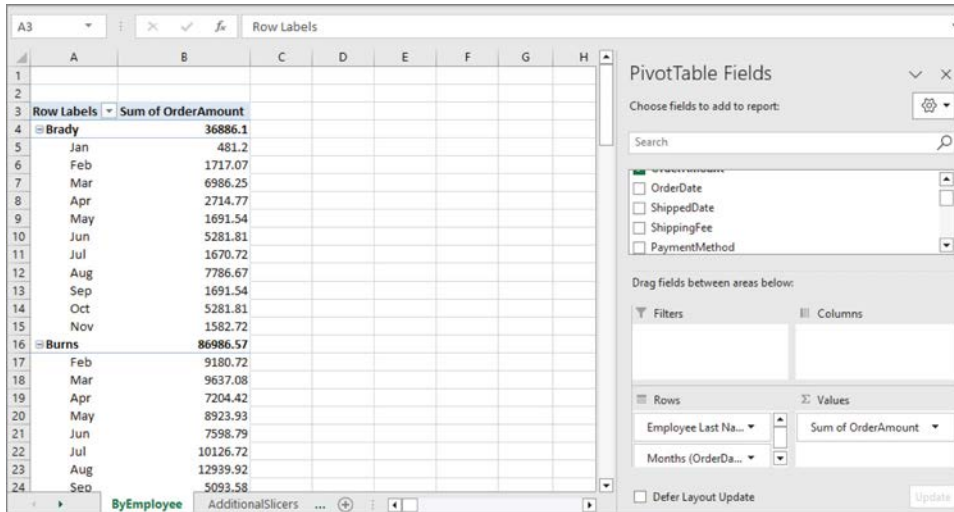 A3 fx Row Labels
A B C D E F G H
1
2
3 Row Labels Sum of OrderAmount
4 Brady 36886.1
5 Jan 481.2
6 Feb 1717.07
7 Mar 6986.25
8 Apr 2714.77
9 May 1691.54
10 Jun 5281.81
11 Jul 1670.72
12 Aug 7786.67
13 Sep 1691.54
14 Oct 5281.81
15 Nov 1582.72
16 Burns 86986.57
17 Feb 9180.72
18 Mar 9637.08
19 Apr 7204.42
20 May 8923.93
21 Jun 7598.79
22 Jul 10126.72
23 Aug 12939.92
24 Sep 5093.58
ByEmployee AdditionalSlicers ...
PivotTable Fields
Choose fields to add to report:
Search
OrderAmount
OrderDate
ShippedDate
ShippingFee
PaymentMethod
Drag fields between areas below:
Filters Columns
Rows Σ Values
Employee Last Na... Sum of OrderAmount
Months (OrderDa...
Defer Layout Update Update